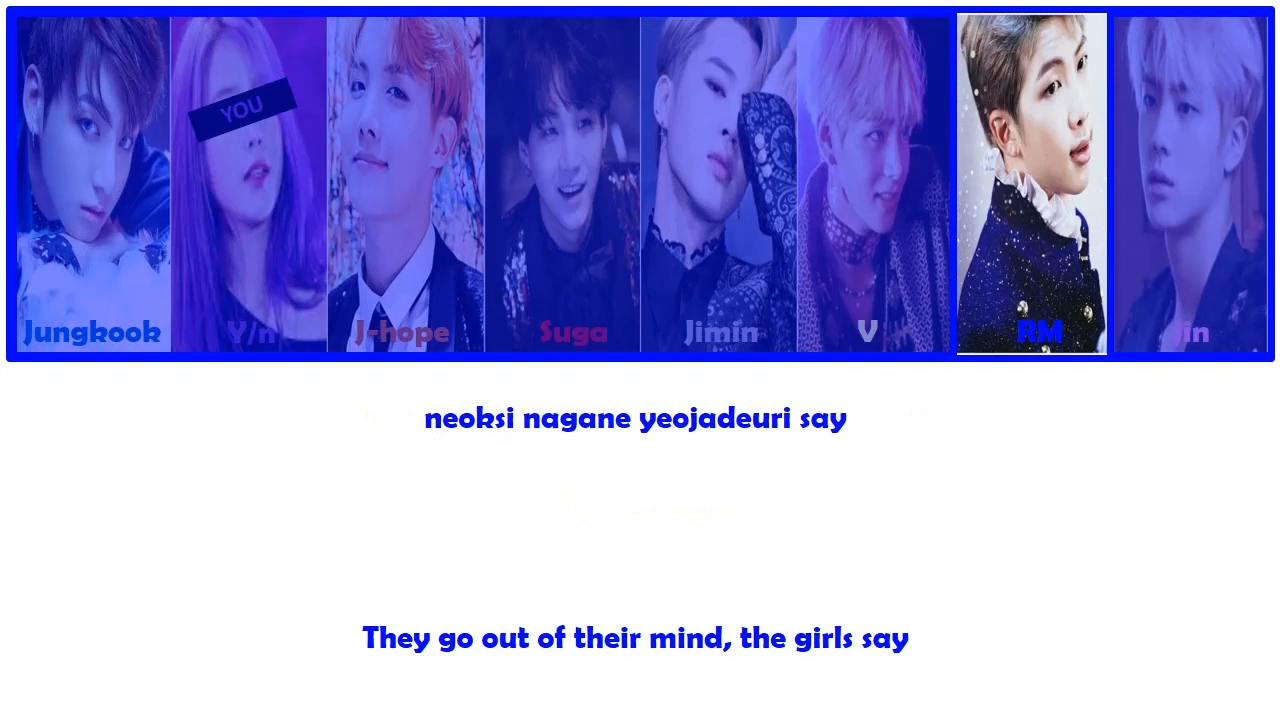 YOU
Jungkook Y/n J-hope Suga Jimin V RM Jin
neoksi nagane yeojadeuri say
They go out of their mind, the girls say